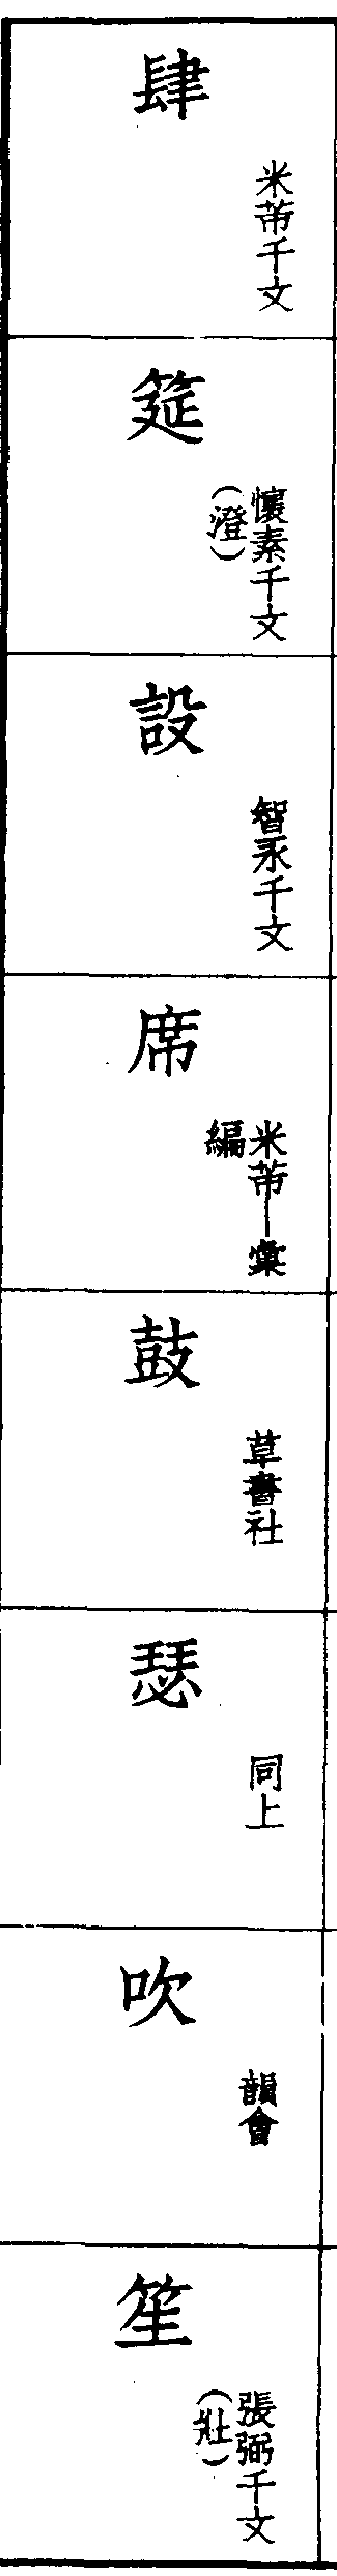 肆
米芾千文
筵
懷素千文
(澄)
設
智永千文
席
米芾—彙
編
鼓
草書社
瑟
同上
吹
韻會
笙
張弼千文
(壯)